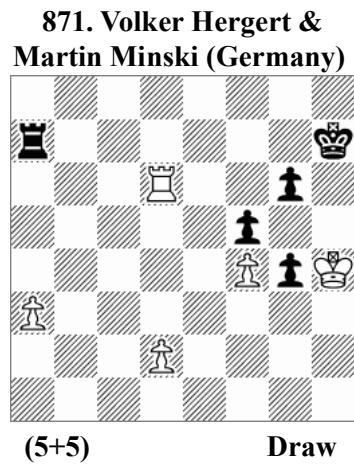 871. Volker Hergert &
Martin Minski (Germany)
(5+5) Draw